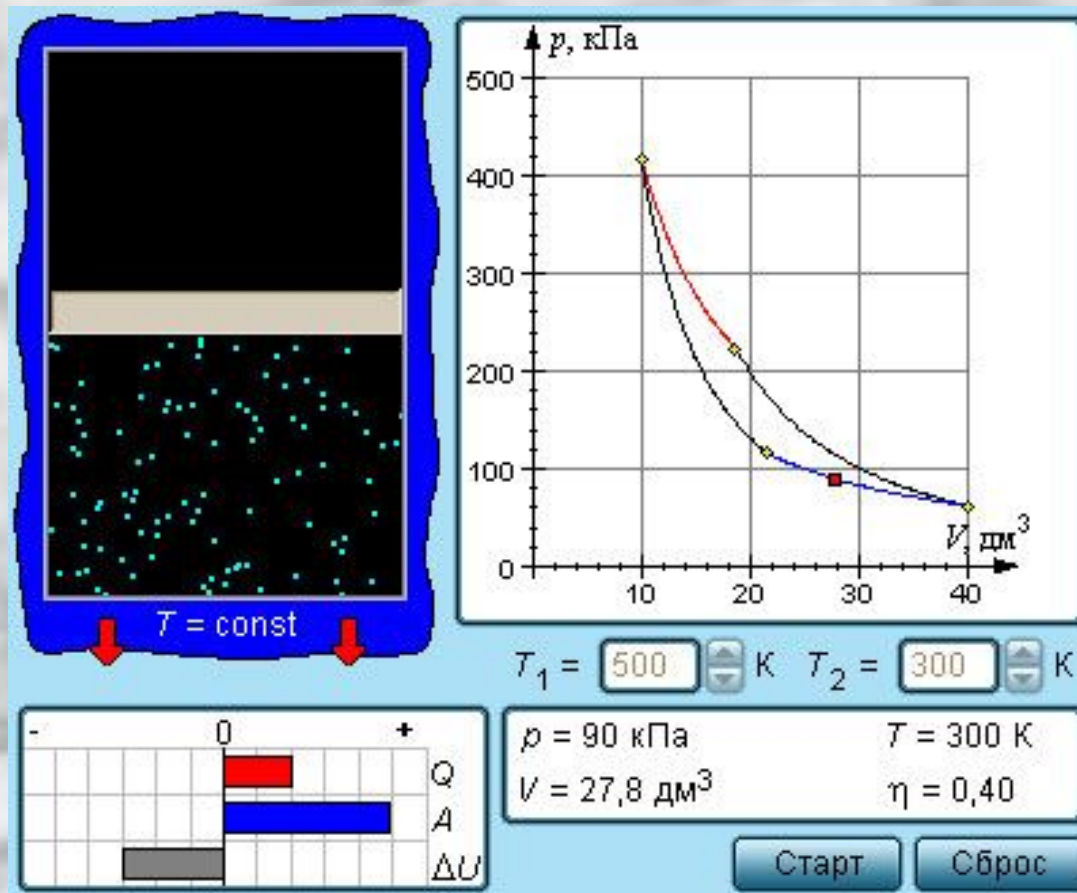 p, кПа
500
400
300
200
100
0
10 20 30 40
V, дм³
T = const
T₁ = 500 К T₂ = 300 К
- 0 +
Q
A
ΔU
p = 90 кПа T = 300 К
V = 27,8 дм³ η = 0,40
Старт Сброс